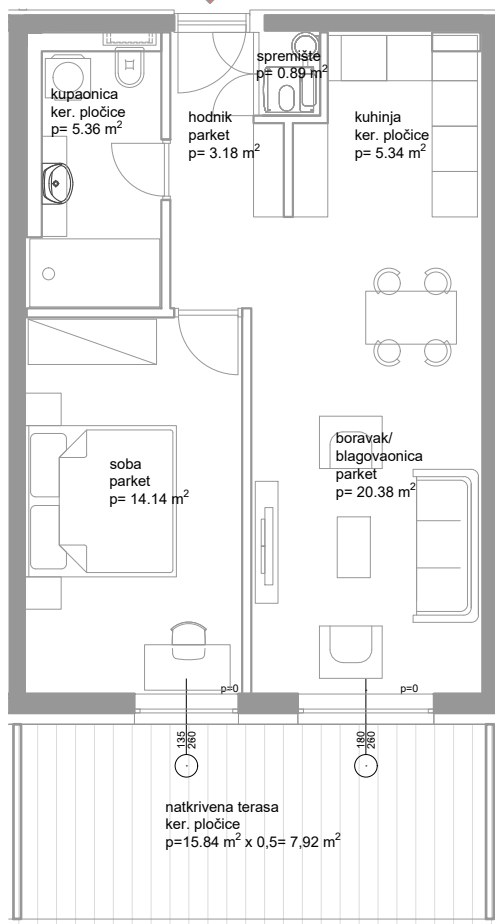 spremište
p= 0.89 m²
kupaonica
ker. pločice
p= 5.36 m²
hodnik
parket
p= 3.18 m²
kuhinja
ker. pločice
p= 5.34 m²
boravak/
blagovaonica
parket
p= 20.38 m²
soba
parket
p= 14.14 m²
p=0
p=0
135
260
180
260
natkrivena terasa
ker. pločice
p=15.84 m² x 0,5= 7,92 m²